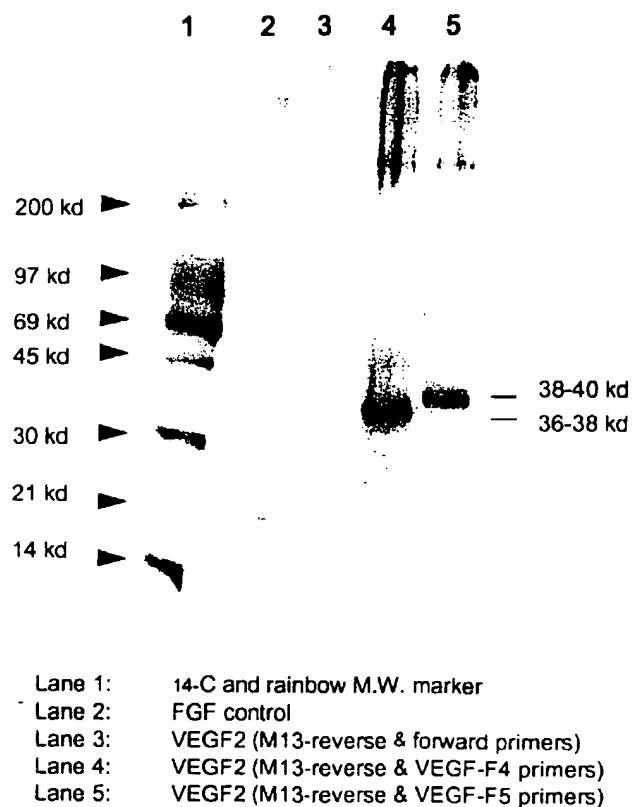 1 2 3 4 5
200 kd
97 kd
69 kd
45 kd
30 kd
21 kd
14 kd
38-40 kd
36-38 kd
Lane 1: 14-C and rainbow M.W. marker
Lane 2: FGF control
Lane 3: VEGF2 (M13-reverse & forward primers)
Lane 4: VEGF2 (M13-reverse & VEGF-F4 primers)
Lane 5: VEGF2 (M13-reverse & VEGF-F5 primers)